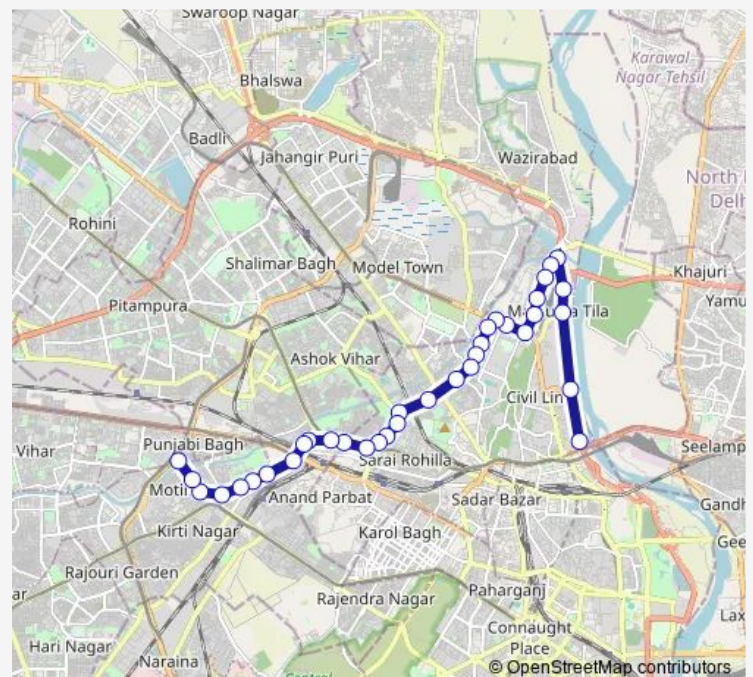 Swaroop Nagar
Karawal
Nagar Tehsil
Bhalswa
Badli
Jahangir Puri
Wazirabad
North
Rohini
Shalimar Bagh
Model Town
Khajuri
Pitampura
Tila
Yamu
Ashok Vihar
Civil Lin
Vihar
Punjabi Bagh
Sarai Rohilla
Seelamp
Moti
Anand Parbat
Sadar Bazar
Gandh
Kirti Nagar
Karol Bagh
Gee
Rajouri Garden
ar
Rajendra Nagar
Paharganj
Lax
Hari Nagar
Connaught
Place
Naraina
Central
© OpenStreetMap contributors